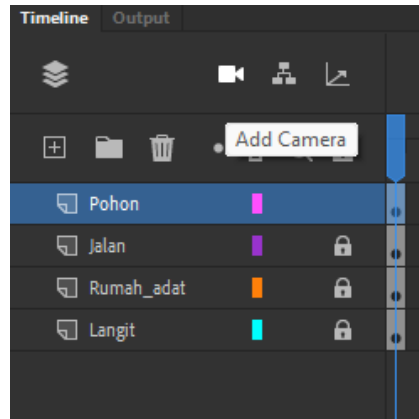 Timeline Output
Add Camera
Pohon
Jalan
Rumah_adat
Langit